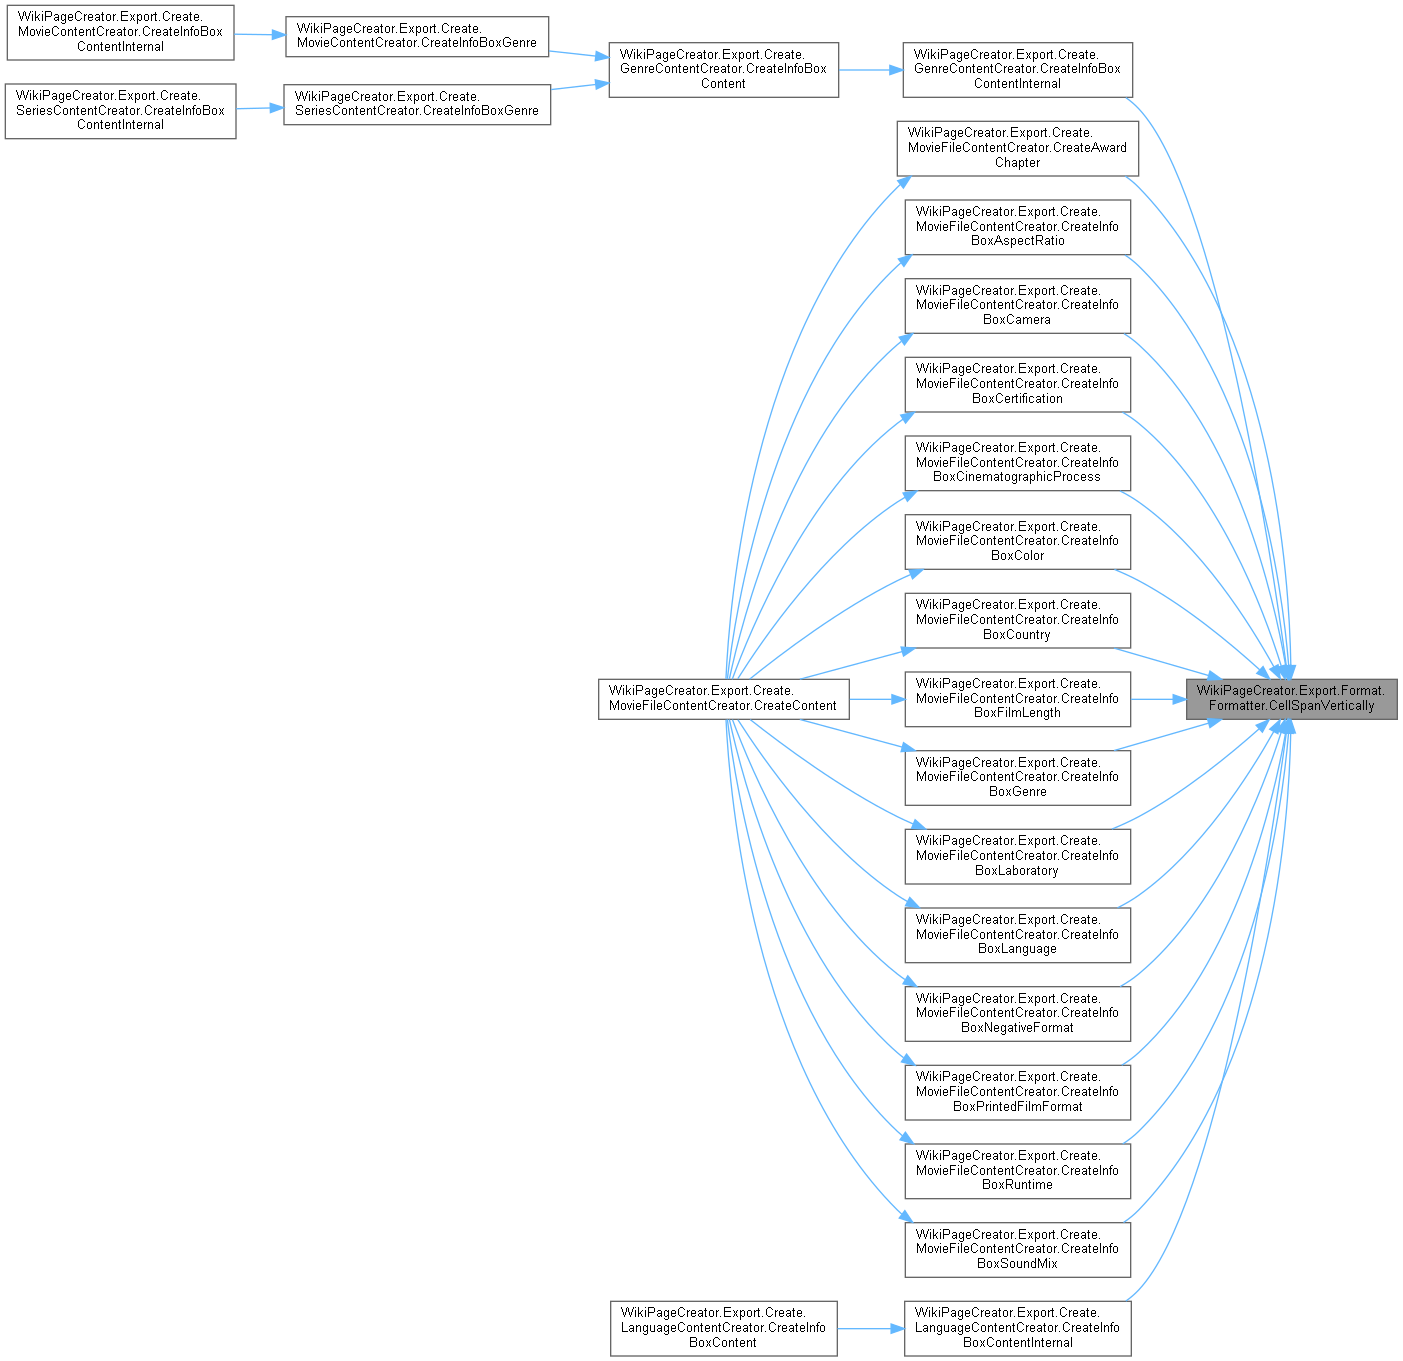 WikiPageCreator.Export.Create.
MovieContentCreator.CreateInfoBox
ContentInternal
WikiPageCreator.Export.Create.
MovieContentCreator.CreateInfoBoxGenre
WikiPageCreator.Export.Create.
GenreContentCreator.CreateInfoBox
Content
WikiPageCreator.Export.Create.
GenreContentCreator.CreateInfoBox
ContentInternal
WikiPageCreator.Export.Create.
SeriesContentCreator.CreateInfoBox
ContentInternal
WikiPageCreator.Export.Create.
SeriesContentCreator.CreateInfoBoxGenre
WikiPageCreator.Export.Create.
MovieFileContentCreator.CreateAward
Chapter
WikiPageCreator.Export.Create.
MovieFileContentCreator.CreateInfo
BoxAspectRatio
WikiPageCreator.Export.Create.
MovieFileContentCreator.CreateInfo
BoxCamera
WikiPageCreator.Export.Create.
MovieFileContentCreator.CreateInfo
BoxCertification
WikiPageCreator.Export.Create.
MovieFileContentCreator.CreateInfo
BoxCinematographicProcess
WikiPageCreator.Export.Create.
MovieFileContentCreator.CreateInfo
BoxColor
WikiPageCreator.Export.Create.
MovieFileContentCreator.CreateInfo
BoxCountry
WikiPageCreator.Export.Create.
MovieFileContentCreator.CreateContent
WikiPageCreator.Export.Create.
MovieFileContentCreator.CreateInfo
BoxFilmLength
WikiPageCreator.Export.Format.
Formatter.CellSpanVertically
WikiPageCreator.Export.Create.
MovieFileContentCreator.CreateInfo
BoxGenre
WikiPageCreator.Export.Create.
MovieFileContentCreator.CreateInfo
BoxLaboratory
WikiPageCreator.Export.Create.
MovieFileContentCreator.CreateInfo
BoxLanguage
WikiPageCreator.Export.Create.
MovieFileContentCreator.CreateInfo
BoxNegativeFormat
WikiPageCreator.Export.Create.
MovieFileContentCreator.CreateInfo
BoxPrintedFilmFormat
WikiPageCreator.Export.Create.
MovieFileContentCreator.CreateInfo
BoxRuntime
WikiPageCreator.Export.Create.
MovieFileContentCreator.CreateInfo
BoxSoundMix
WikiPageCreator.Export.Create.
LanguageContentCreator.CreateInfo
BoxContent
WikiPageCreator.Export.Create.
LanguageContentCreator.CreateInfo
BoxContentInternal